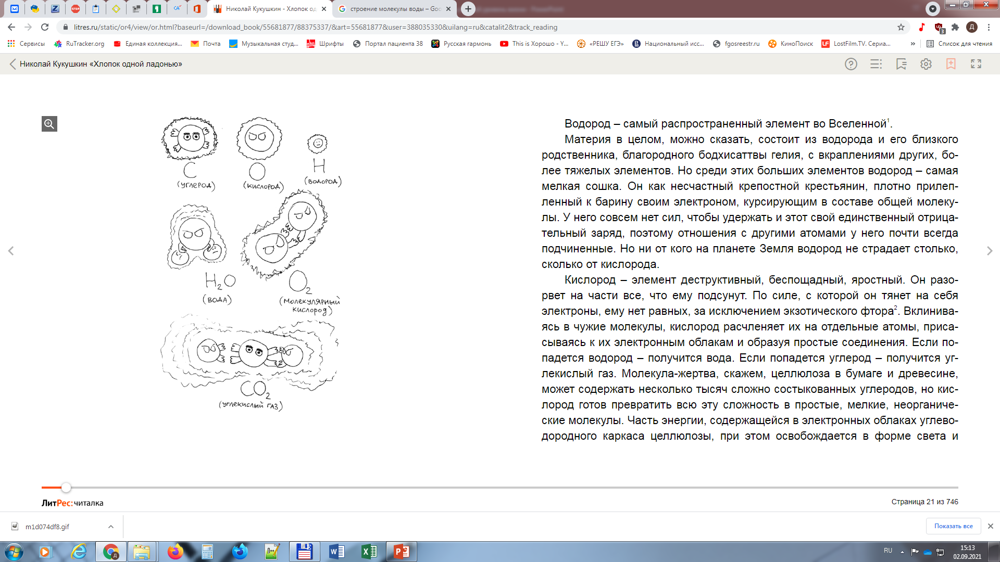 Николай Кукушкин - Хлопок од
строение молекулы воды – Goo
litres.ru/static/or4/view/or.html?baseurl=/download_book/55681877/88375337/&art=55681877&user=388035330&uilang=ru&catalit2&track_reading
Д
3
Сервисы
RuTracker.org
Единая коллекция...
Почта
Музыкальная студ...
Шрифты
Портал пациента 38
Русская гармонь
This is Хорошо - Y...
«РЕШУ ЕГЭ»
Национальный исс...
fgosreestr.ru
КиноПоиск
LostFilm.TV. Сериа...
»
Список для чтения
Николай Кукушкин «Хлопок одной ладонью»
C
(углерод)
O
(кислород)
H
(водород)
H2O
(вода)
O2
(молекулярный
кислород)
CO2
(углекислый газ)
Водород – самый распространенный элемент во Вселенной1.
Материя в целом, можно сказать, состоит из водорода и его близкого
родственника, благородного бодхисаттвы гелия, с вкраплениями других, бо-
лее тяжелых элементов. Но среди этих больших элементов водород – самая
мелкая сошка. Он как несчастный крепостной крестьянин, плотно прилеп-
ленный к барину своим электроном, курсирующим в составе общей молеку-
лы. У него совсем нет сил, чтобы удержать и этот свой единственный отрица-
тельный заряд, поэтому отношения с другими атомами у него почти всегда
подчиненные. Но ни от кого на планете Земля водород не страдает столько,
сколько от кислорода.
Кислород – элемент деструктивный, беспощадный, яростный. Он разо-
рвет на части все, что ему подсунут. По силе, с которой он тянет на себя
электроны, ему нет равных, за исключением экзотического фтора2. Вклинива-
ясь в чужие молекулы, кислород расчленяет их на отдельные атомы, приса-
сываясь к их электронным облакам и образуя простые соединения. Если по-
падется водород – получится вода. Если попадется углерод – получится уг-
лекислый газ. Молекула-жертва, скажем, целлюлоза в бумаге и древесине,
может содержать несколько тысяч сложно состыкованных углеродов, но кис-
лород готов превратить всю эту сложность в простые, мелкие, неорганиче-
ские молекулы. Часть энергии, содержащейся в электронных облаках углево-
дородного каркаса целлюлозы, при этом освобождается в форме света и
ЛитРес: читалка
Страница 21 из 746
m1d074df8.gif
Показать все
RU
15:13
02.09.2021